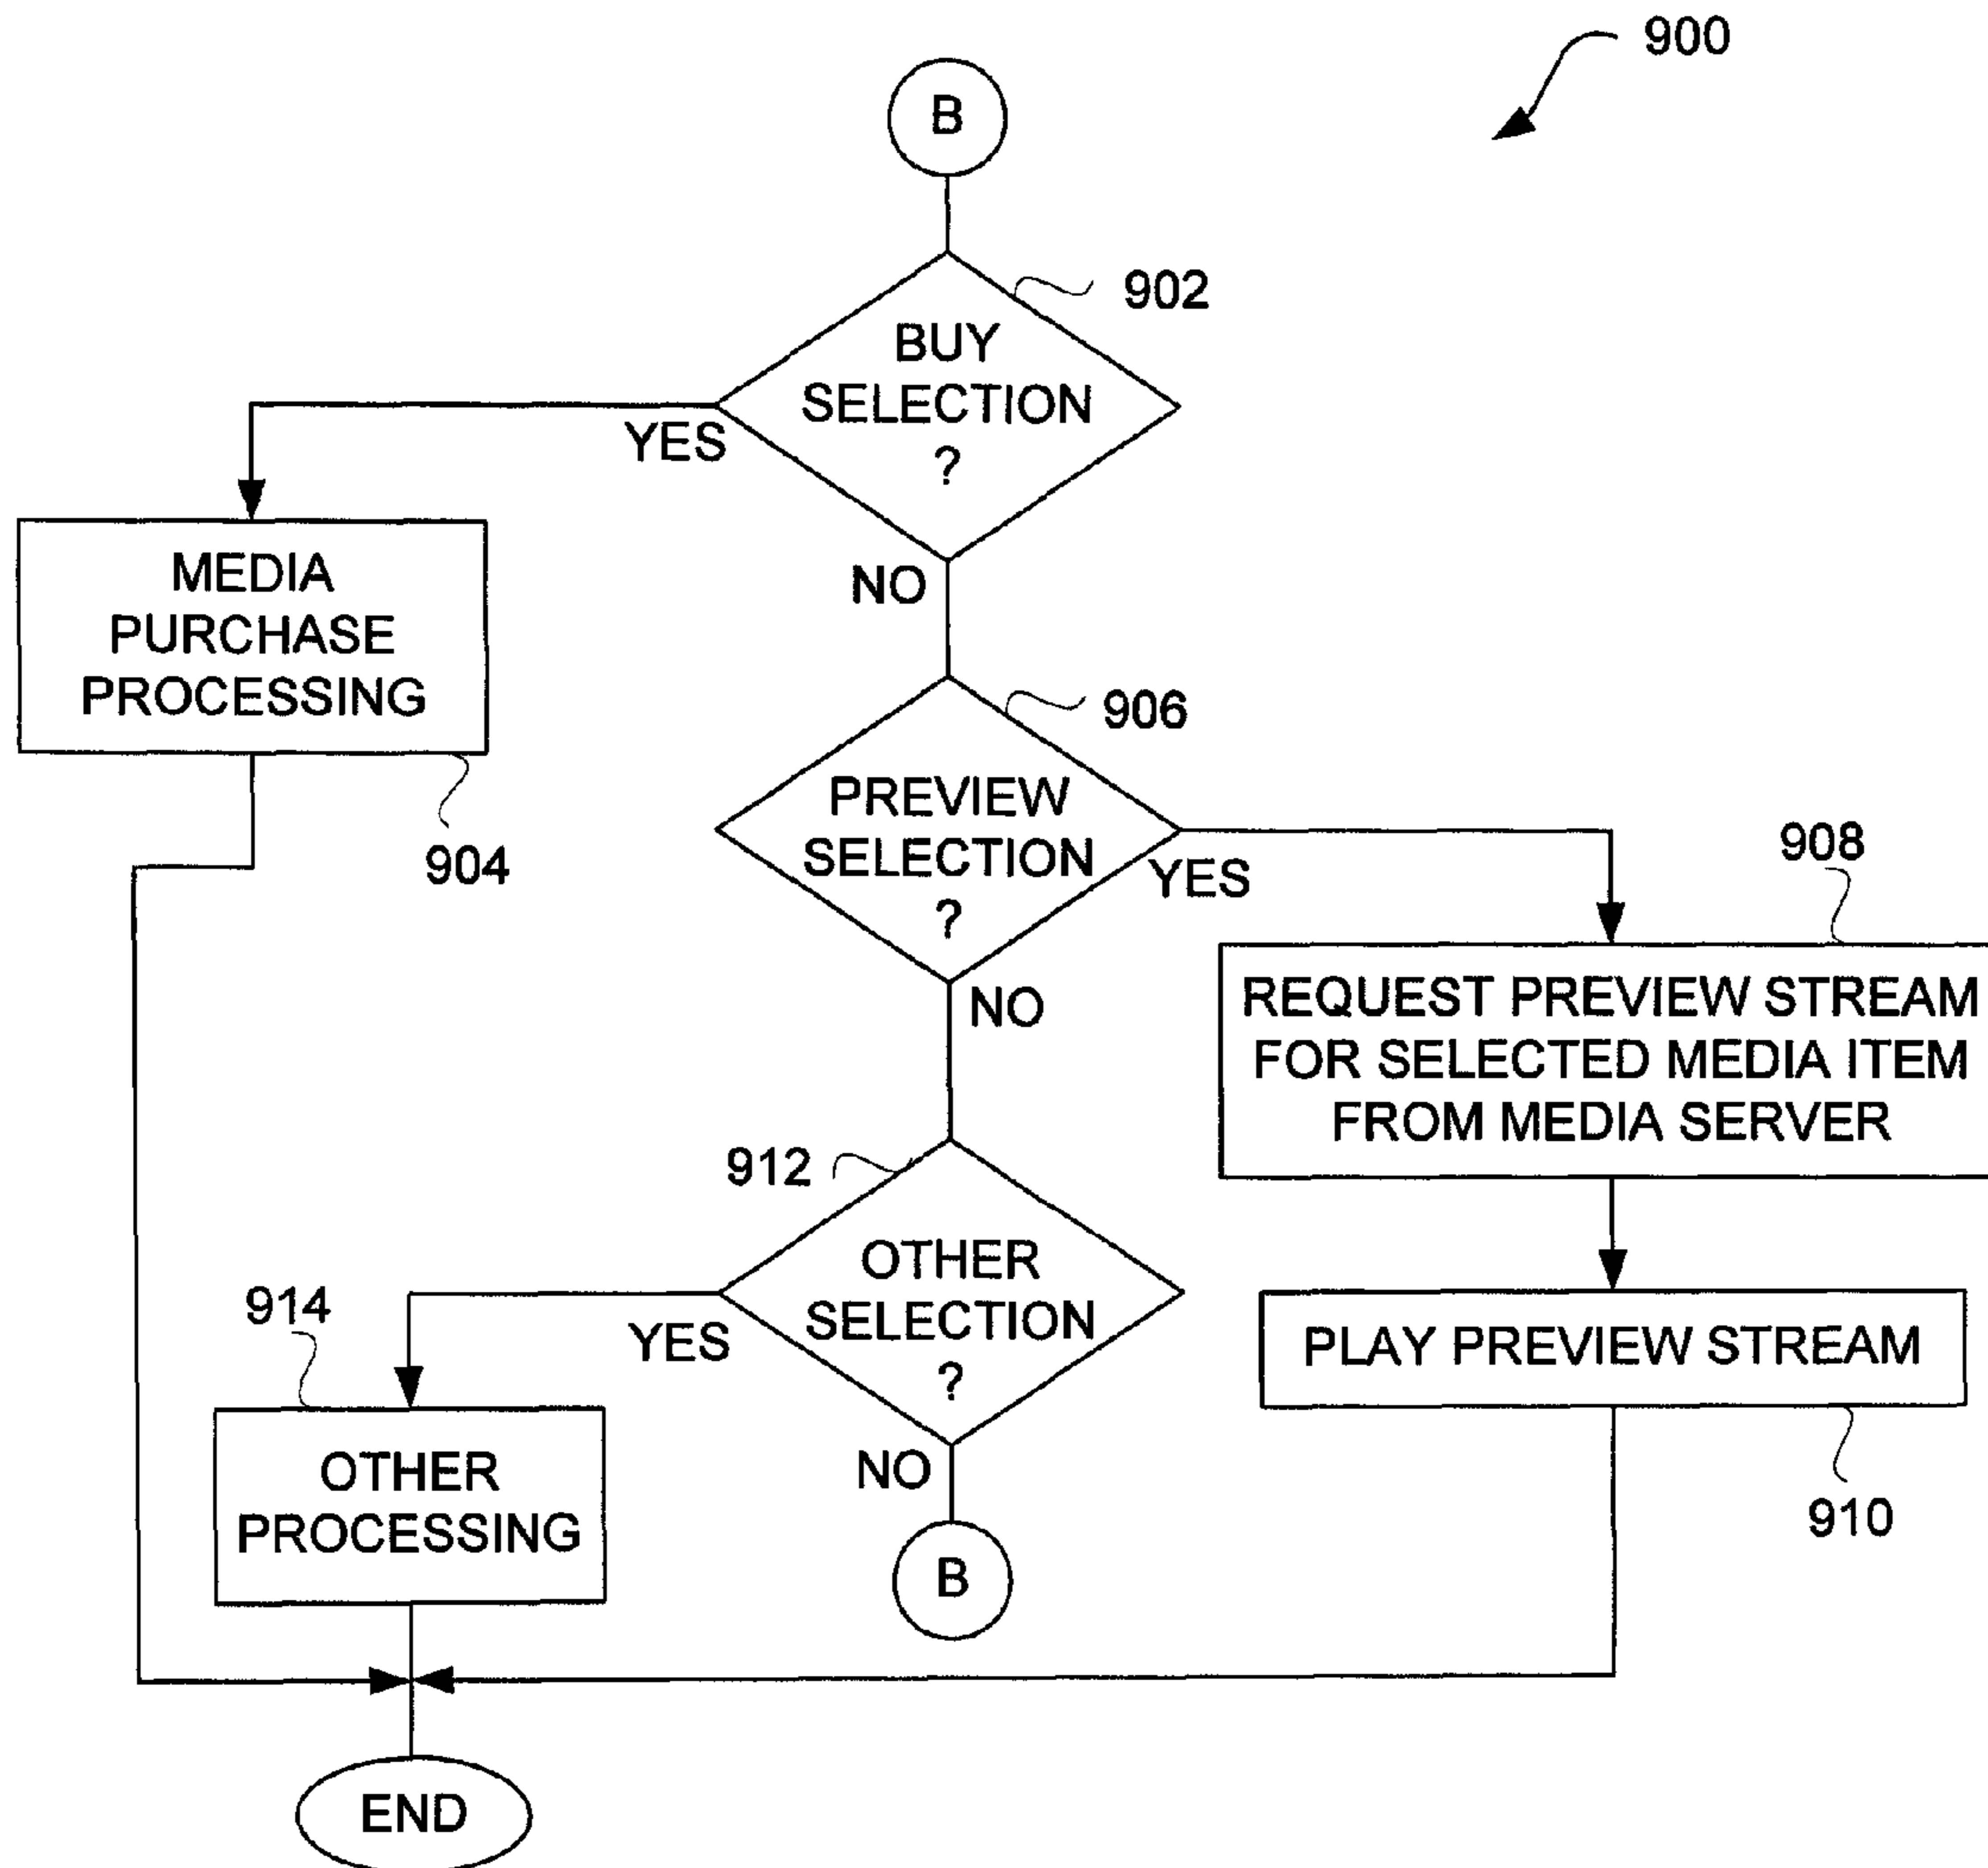 900
B
902
BUY
SELECTION
?
YES
NO
MEDIA
PURCHASE
PROCESSING
904
906
PREVIEW
SELECTION
?
YES
NO
908
REQUEST PREVIEW STREAM
FOR SELECTED MEDIA ITEM
FROM MEDIA SERVER
912
OTHER
SELECTION
?
YES
NO
914
OTHER
PROCESSING
PLAY PREVIEW STREAM
910
B
END